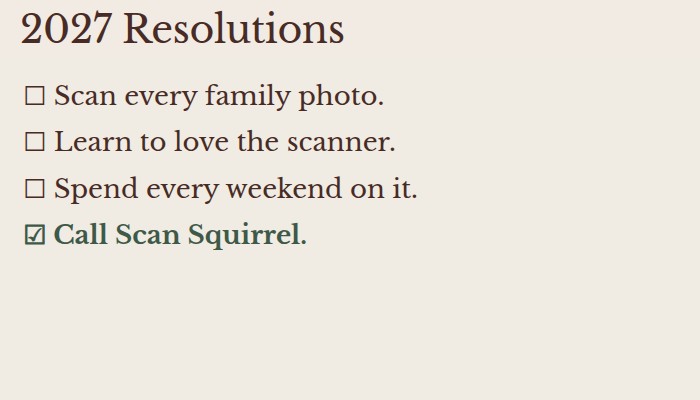 2027 Resolutions
☐ Scan every family photo.
☐ Learn to love the scanner.
☐ Spend every weekend on it.
☑ Call Scan Squirrel.